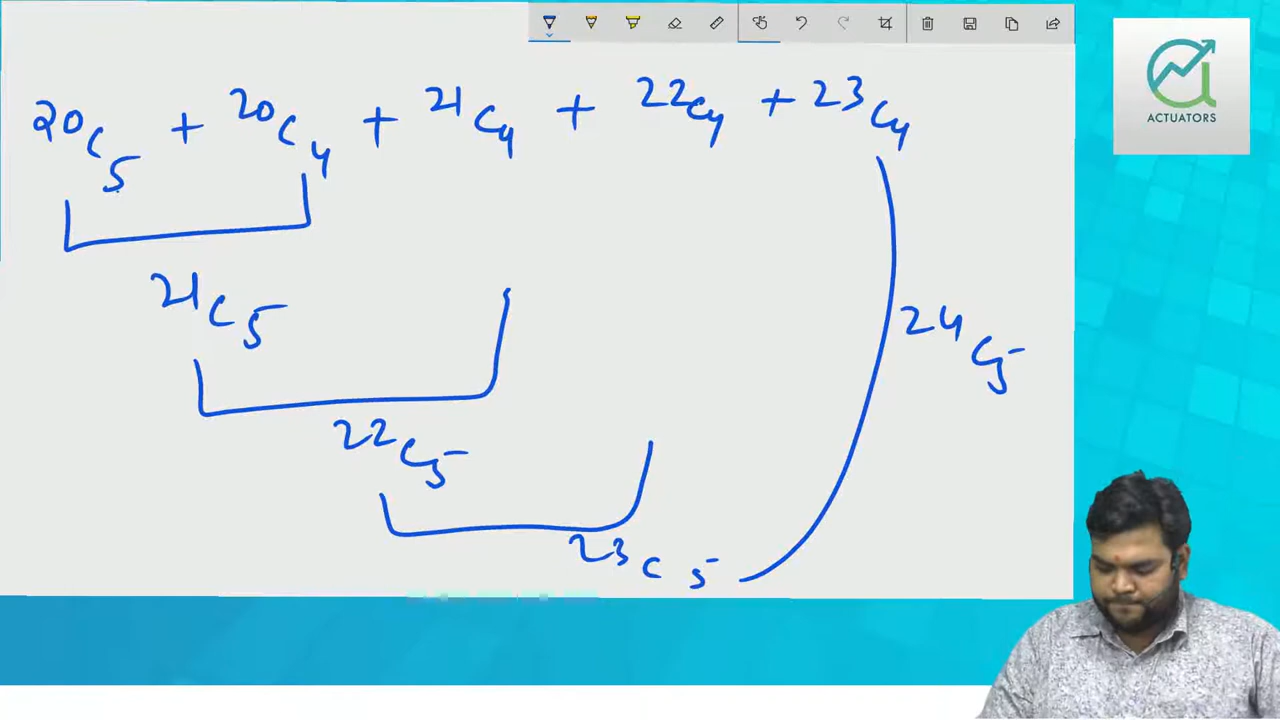 20C5 + 20C4 + 21C4 + 22C4 + 23C4
ACTUATORS
21C5
24C5
22C5
23C5